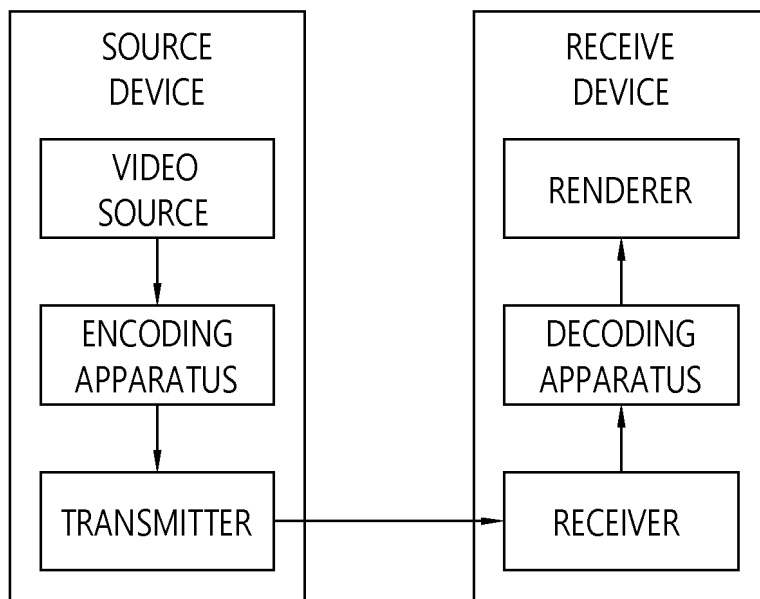 SOURCE
DEVICE
VIDEO
SOURCE
ENCODING
APPARATUS
TRANSMITTER
RECEIVE
DEVICE
RENDERER
DECODING
APPARATUS
RECEIVER